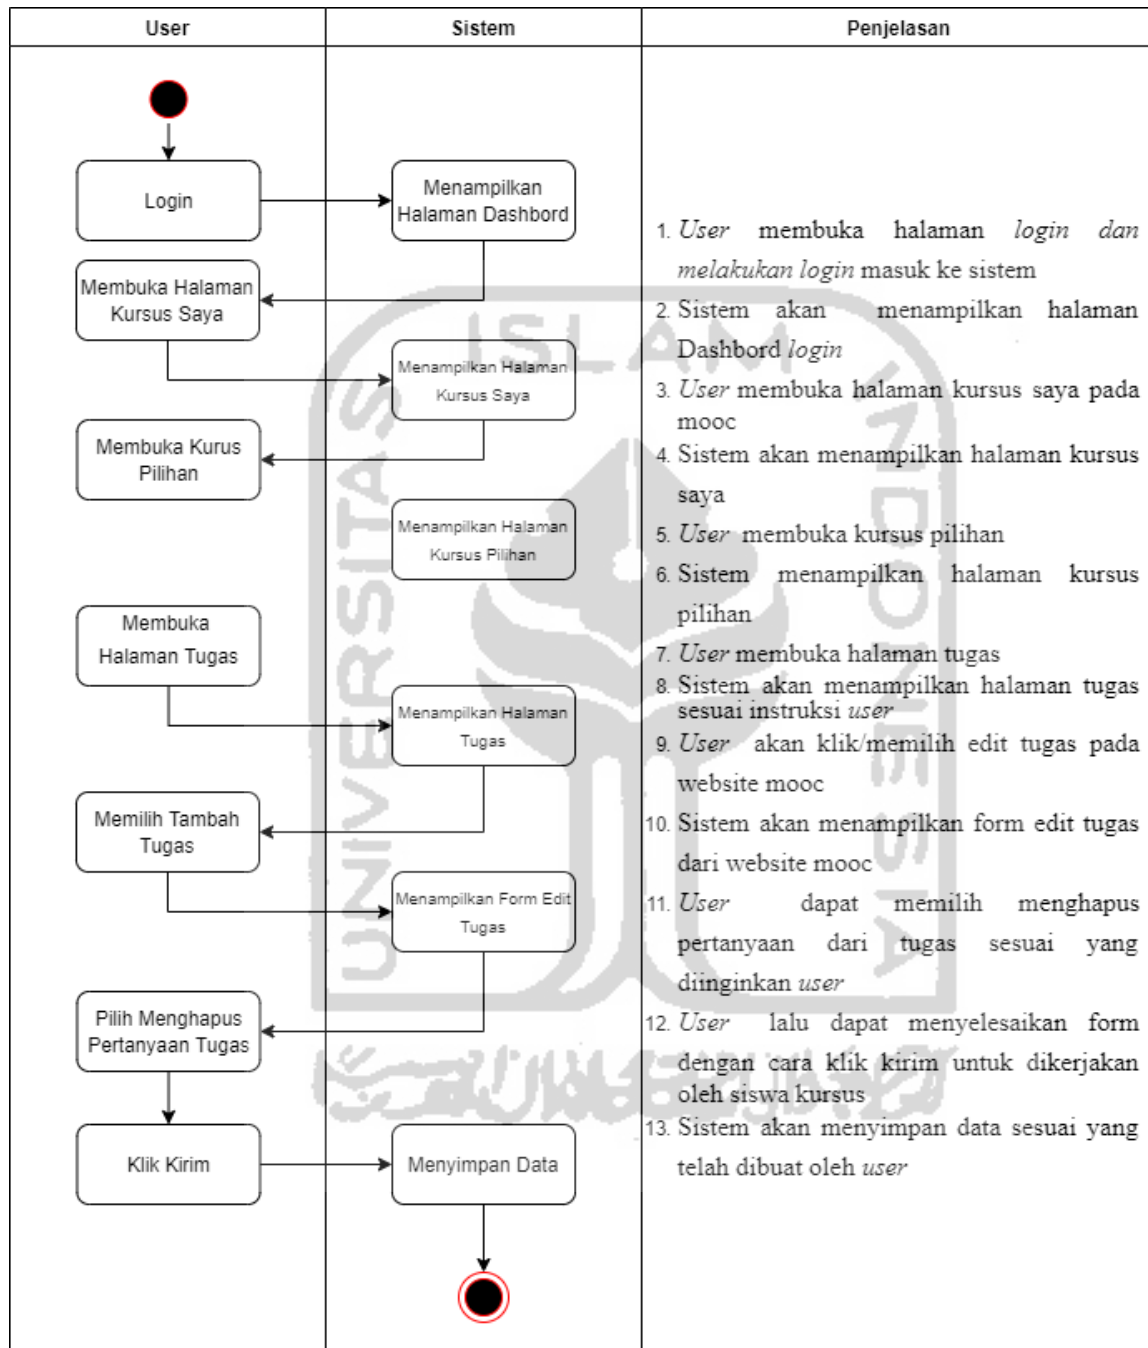 User
Sistem
Penjelasan
Login
Menampilkan
Halaman Dashbord
Membuka Halaman
Kursus Saya
Menampilkan Halaman
Kursus Saya
Membuka Kurus
Pilihan
Menampilkan Halaman
Kursus Pilihan
Membuka
Halaman Tugas
Menampilkan Halaman
Tugas
Memilih Tambah
Tugas
Menampilkan Form Edit
Tugas
Pilih Menghapus
Pertanyaan Tugas
Klik Kirim
Menyimpan Data
1. User membuka halaman login dan
melakukan login masuk ke sistem
2. Sistem akan menampilkan halaman
Dashbord login
3. User membuka halaman kursus saya pada
mooc
4. Sistem akan menampilkan halaman kursus
saya
5. User membuka kursus pilihan
6. Sistem menampilkan halaman kursus
pilihan
7. User membuka halaman tugas
8. Sistem akan menampilkan halaman tugas
sesuai instruksi user
9. User akan klik/memilih edit tugas pada
website mooc
10. Sistem akan menampilkan form edit tugas
dari website mooc
11. User dapat memilih menghapus
pertanyaan dari tugas sesuai yang
diinginkan user
12. User lalu dapat menyelesaikan form
dengan cara klik kirim untuk dikerjakan
oleh siswa kursus
13. Sistem akan menyimpan data sesuai yang
telah dibuat oleh user
UNIVERSITAS
ISLAM
INDONESIA